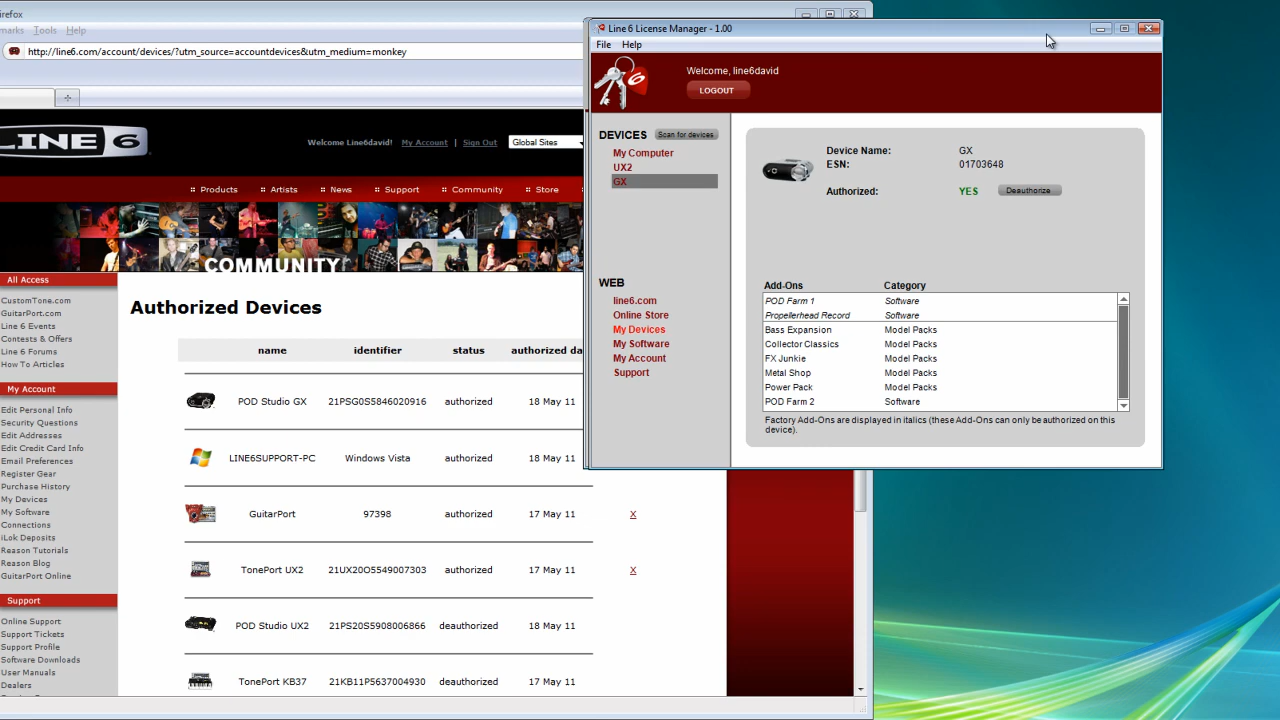 irefox
marks Tools Help
http://line6.com/account/devices/?utm_source=accountdevices&utm_medium=monkey
LINE 6
Welcome Line6david! My Account | Sign Out Global Sites
Products Artists News Support Community Store
COMMUNITY
All Access
CustomTone.com
GuitarPort.com
Line 6 Events
Contests & Offers
Line 6 Forums
How To Articles
My Account
Edit Personal Info
Security Questions
Edit Addresses
Edit Credit Card Info
Email Preferences
Register Gear
Purchase History
My Devices
My Software
Connections
iLok Deposits
Reason Tutorials
Reason Blog
GuitarPort Online
Support
Online Support
Support Tickets
Support Profile
Software Downloads
User Manuals
Dealers
Authorized Devices
name identifier status authorized da
POD Studio GX 21PSG0S5846020916 authorized 18 May 11
LINE6SUPPORT-PC Windows Vista authorized 18 May 11
GuitarPort 97398 authorized 17 May 11 X
TonePort UX2 21UX20O5549007303 authorized 17 May 11 X
POD Studio UX2 21PS20S5908006866 deauthorized 18 May 11
TonePort KB37 21KB11P5637004930 deauthorized 17 May 11
Line 6 License Manager - 1.00
File Help
6
Welcome, line6david
LOGOUT
DEVICES Scan for devices
My Computer
UX2
GX
WEB
line6.com
Online Store
My Devices
My Software
My Account
Support
Device Name: GX
ESN: 01703648
Authorized: YES Deauthorize
Add-Ons Category
POD Farm 1 Software
Propellerhead Record Software
Bass Expansion Model Packs
Collector Classics Model Packs
FX Junkie Model Packs
Metal Shop Model Packs
Power Pack Model Packs
POD Farm 2 Software
Factory Add-Ons are displayed in italics (these Add-Ons can only be authorized on this
device).